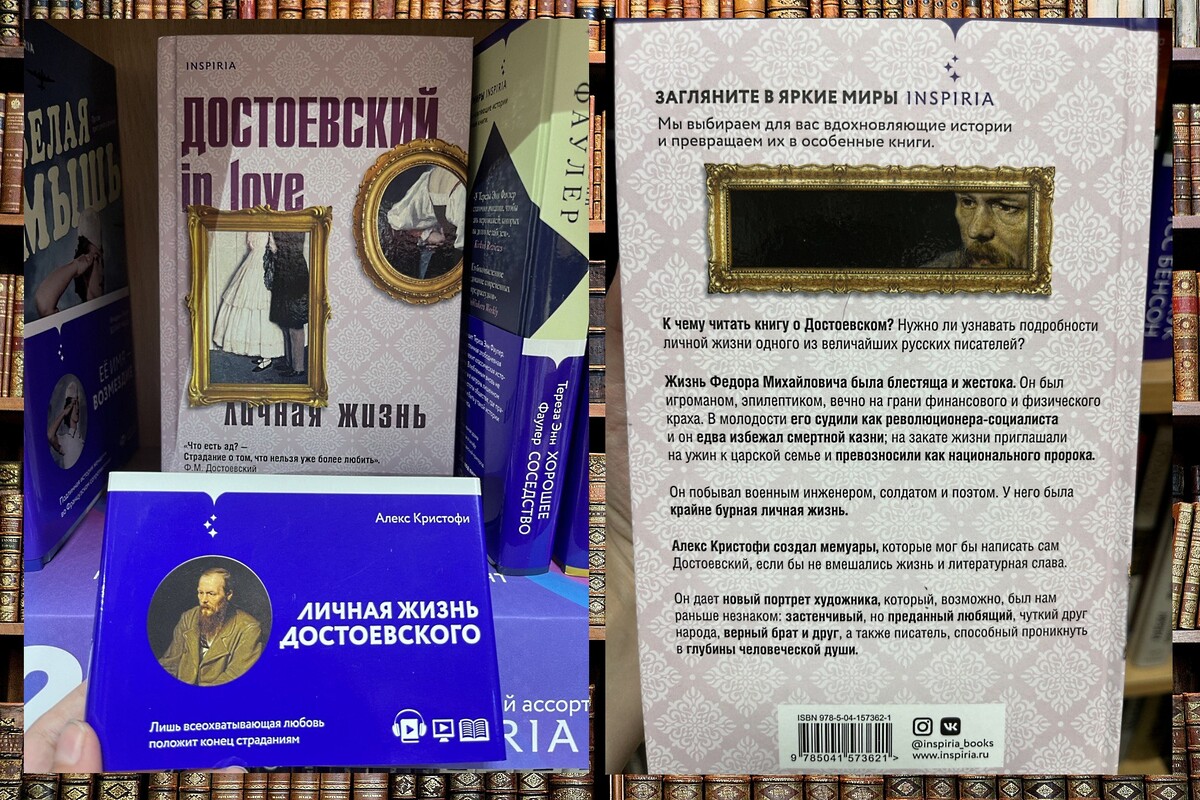 INSPIRIA
ДОСТОЕВСКИЙ
in love
личная жизнь
«Что есть ад? —
Страдание о том, что нельзя уже более любить».
Ф.М. Достоевский
Алекс Кристофи
ЛИЧНАЯ ЖИЗНЬ
ДОСТОЕВСКОГО
Лишь всеохватывающая любовь
положит конец страданиям
ЕЛАЯ
МЫШЬ
ЕЁ ИМЯ
ФАУЛЕР
Тереза Энн
Фаулер
ХОРОШЕЕ
СОСЕДСТВО
й ассорт
RIA
ЗАГЛЯНИТЕ В ЯРКИЕ МИРЫ INSPIRIA
Мы выбираем для вас вдохновляющие истории
и превращаем их в особенные книги.
К чему читать книгу о Достоевском? Нужно ли узнавать подробности
личной жизни одного из величайших русских писателей?
Жизнь Федора Михайловича была блестяща и жестока. Он был
игроманом, эпилептиком, вечно на грани финансового и физического
краха. В молодости его судили как революционера-социалиста
и он едва избежал смертной казни; на закате жизни приглашали
на ужин к царской семье и превозносили как национального пророка.
Он побывал военным инженером, солдатом и поэтом. У него была
крайне бурная личная жизнь.
Алекс Кристофи создал мемуары, которые мог бы написать сам
Достоевский, если бы не вмешались жизнь и литературная слава.
Он дает новый портрет художника, который, возможно, был нам
раньше незнаком: застенчивый, но преданный любящий, чуткий друг
народа, верный брат и друг, а также писатель, способный проникнуть
в глубины человеческой души.
ISBN 978-5-04-157362-1
9 785041 573621 >
@inspiria_books
www.inspiria.ru
БЕНСОН